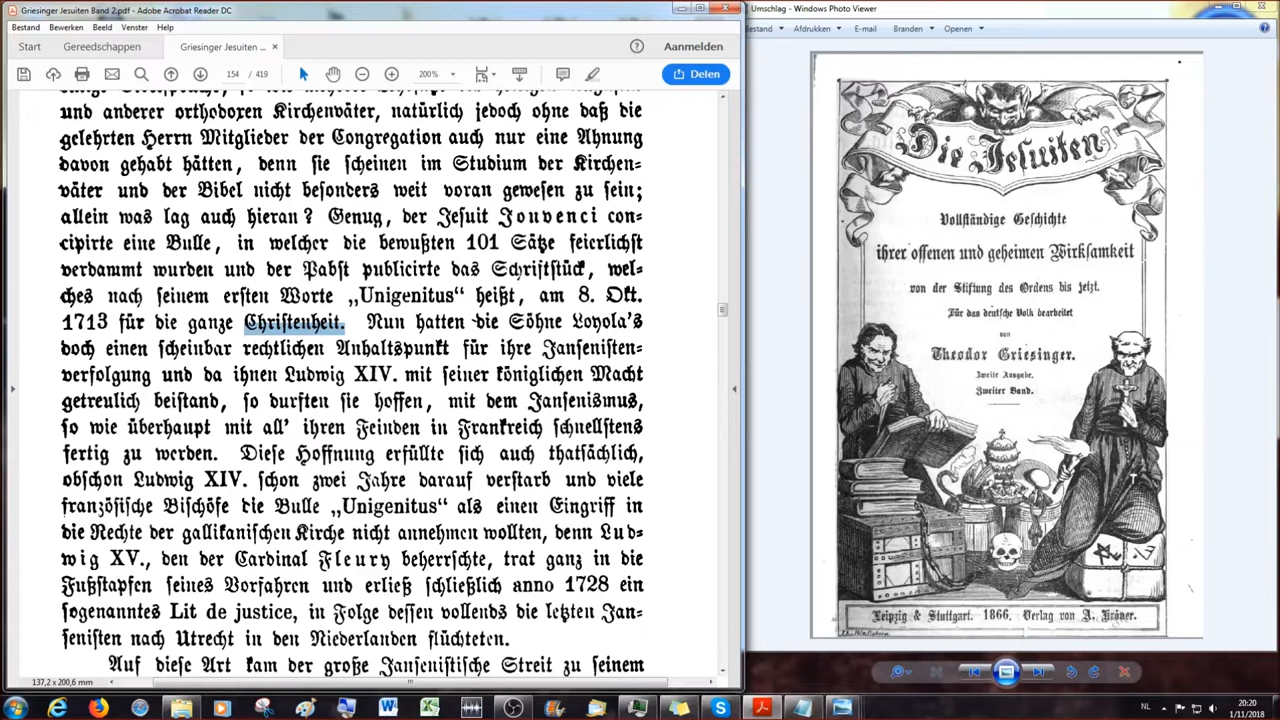 Griesinger Jesuiten Band 2.pdf - Adobe Acrobat Reader DC
Bestand Bewerken Beeld Venster Help
Start Gereedschappen Griesinger Jesuiten ... × Aanmelden
154 / 419 200% Delen
und anderer orthodoxen Kirchenväter, natürlich jedoch ohne daß die
gelehrten Herrn Mitglieder der Congregation auch nur eine Ahnung
davon gehabt hätten, denn sie scheinen im Studium der Kirchen-
väter und der Bibel nicht besonders weit voran gewesen zu sein;
allein was lag auch hieran? Genug, der Jesuit Jouvenci con-
cipirte eine Bulle, in welcher die bewußten 101 Sätze feierlichst
verdammt wurden und der Pabst publicirte das Schriftstück, wel-
ches nach seinem ersten Worte „Unigenitus“ heißt, am 8. Okt.
1713 für die ganze Christenheit. Nun hatten die Söhne Loyola's
doch einen scheinbar rechtlichen Anhaltspunkt für ihre Jansenisten-
verfolgung und da ihnen Ludwig XIV. mit seiner königlichen Macht
getreulich beistand, so durften sie hoffen, mit dem Jansenismus,
so wie überhaupt mit all' ihren Feinden in Frankreich schnellstens
fertig zu werden. Diese Hoffnung erfüllte sich auch thatsächlich,
obschon Ludwig XIV. schon zwei Jahre darauf verstarb und viele
französische Bischöfe die Bulle „Unigenitus“ als einen Eingriff in
die Rechte der gallikanischen Kirche nicht annehmen wollten, denn Lud-
wig XV., den der Cardinal Fleury beherrschte, trat ganz in die
Fußstapfen seines Vorfahren und erließ schließlich anno 1728 ein
sogenanntes Lit de justice, in Folge dessen vollends die letzten Jan-
senisten nach Utrecht in den Niederlanden flüchteten.
Auf diese Art kam der große Jansenistische Streit zu seinem
137,2 x 200,6 mm
Umschlag - Windows Photo Viewer
Bestand Afdrukken E-mail Branden Openen
Die Jesuiten
Vollständige Geschichte
ihrer offenen und geheimen Wirksamkeit
von der Stiftung des Ordens bis jetzt.
Für das deutsche Volk bearbeitet
von
Theodor Griesinger.
Zweite Ausgabe.
Zweiter Band.
Leipzig & Stuttgart. 1866. Verlag von A. Kröner.
NL 20:20
1/11/2018